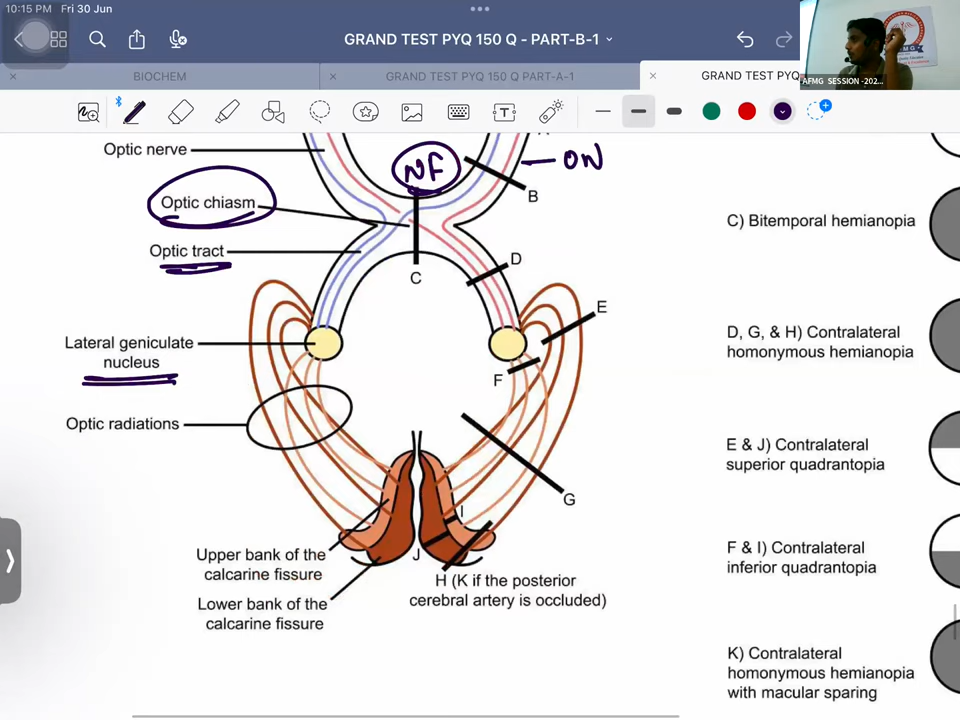 10:15 PM Fri 30 Jun
GRAND TEST PYQ 150 Q - PART-B-1
BIOCHEM
GRAND TEST PYQ 150 Q PART-A-1
GRAND TEST PYQ
AFMG SESSION -202...
Optic nerve
NF
ON
B
Optic chiasm
C) Bitemporal hemianopia
Optic tract
D
C
E
D, G, & H) Contralateral
homonymous hemianopia
Lateral geniculate
nucleus
F
Optic radiations
E & J) Contralateral
superior quadrantopia
G
I
J
Upper bank of the
calcarine fissure
F & I) Contralateral
inferior quadrantopia
H (K if the posterior
cerebral artery is occluded)
Lower bank of the
calcarine fissure
K) Contralateral
homonymous hemianopia
with macular sparing